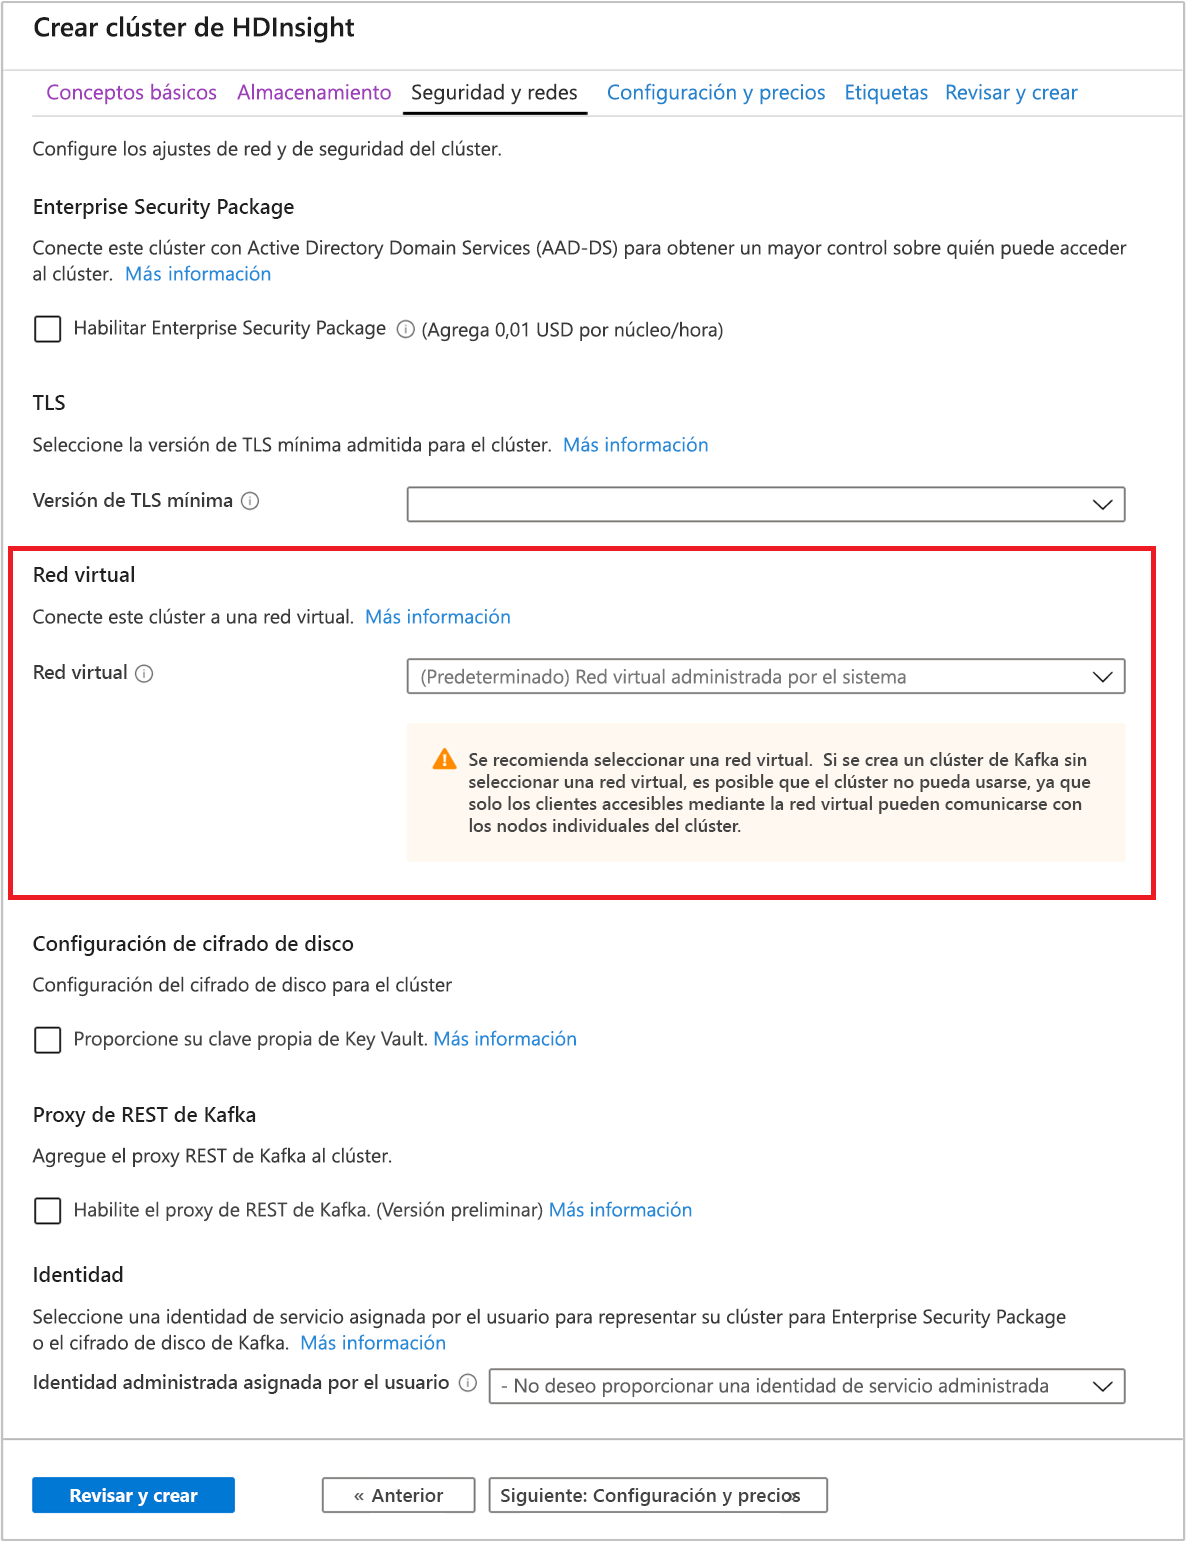 Crear clúster de HDInsight
Conceptos básicos Almacenamiento Seguridad y redes Configuración y precios Etiquetas Revisar y crear
Configure los ajustes de red y de seguridad del clúster.
Enterprise Security Package
Conecte este clúster con Active Directory Domain Services (AAD-DS) para obtener un mayor control sobre quién puede acceder
al clúster. Más información
Habilitar Enterprise Security Package (Agrega 0,01 USD por núcleo/hora)
TLS
Seleccione la versión de TLS mínima admitida para el clúster. Más información
Versión de TLS mínima
Red virtual
Conecte este clúster a una red virtual. Más información
Red virtual (Predeterminado) Red virtual administrada por el sistema
Se recomienda seleccionar una red virtual. Si se crea un clúster de Kafka sin
seleccionar una red virtual, es posible que el clúster no pueda usarse, ya que
solo los clientes accesibles mediante la red virtual pueden comunicarse con
los nodos individuales del clúster.
Configuración de cifrado de disco
Configuración del cifrado de disco para el clúster
Proporcione su clave propia de Key Vault. Más información
Proxy de REST de Kafka
Agregue el proxy REST de Kafka al clúster.
Habilite el proxy de REST de Kafka. (Versión preliminar) Más información
Identidad
Seleccione una identidad de servicio asignada por el usuario para representar su clúster para Enterprise Security Package
o el cifrado de disco de Kafka. Más información
Identidad administrada asignada por el usuario - No deseo proporcionar una identidad de servicio administrada
Revisar y crear « Anterior Siguiente: Configuración y precios